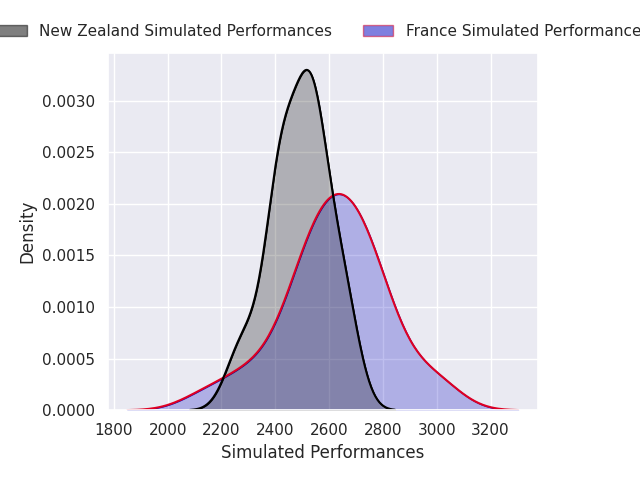 New Zealand Simulated Performances
France Simulated Performance
0.0030
0.0025
0.0020
0.0015
0.0010
0.0005
0.0000
Density
1800 2000 2200 2400 2600 2800 3000 3200
Simulated Performances